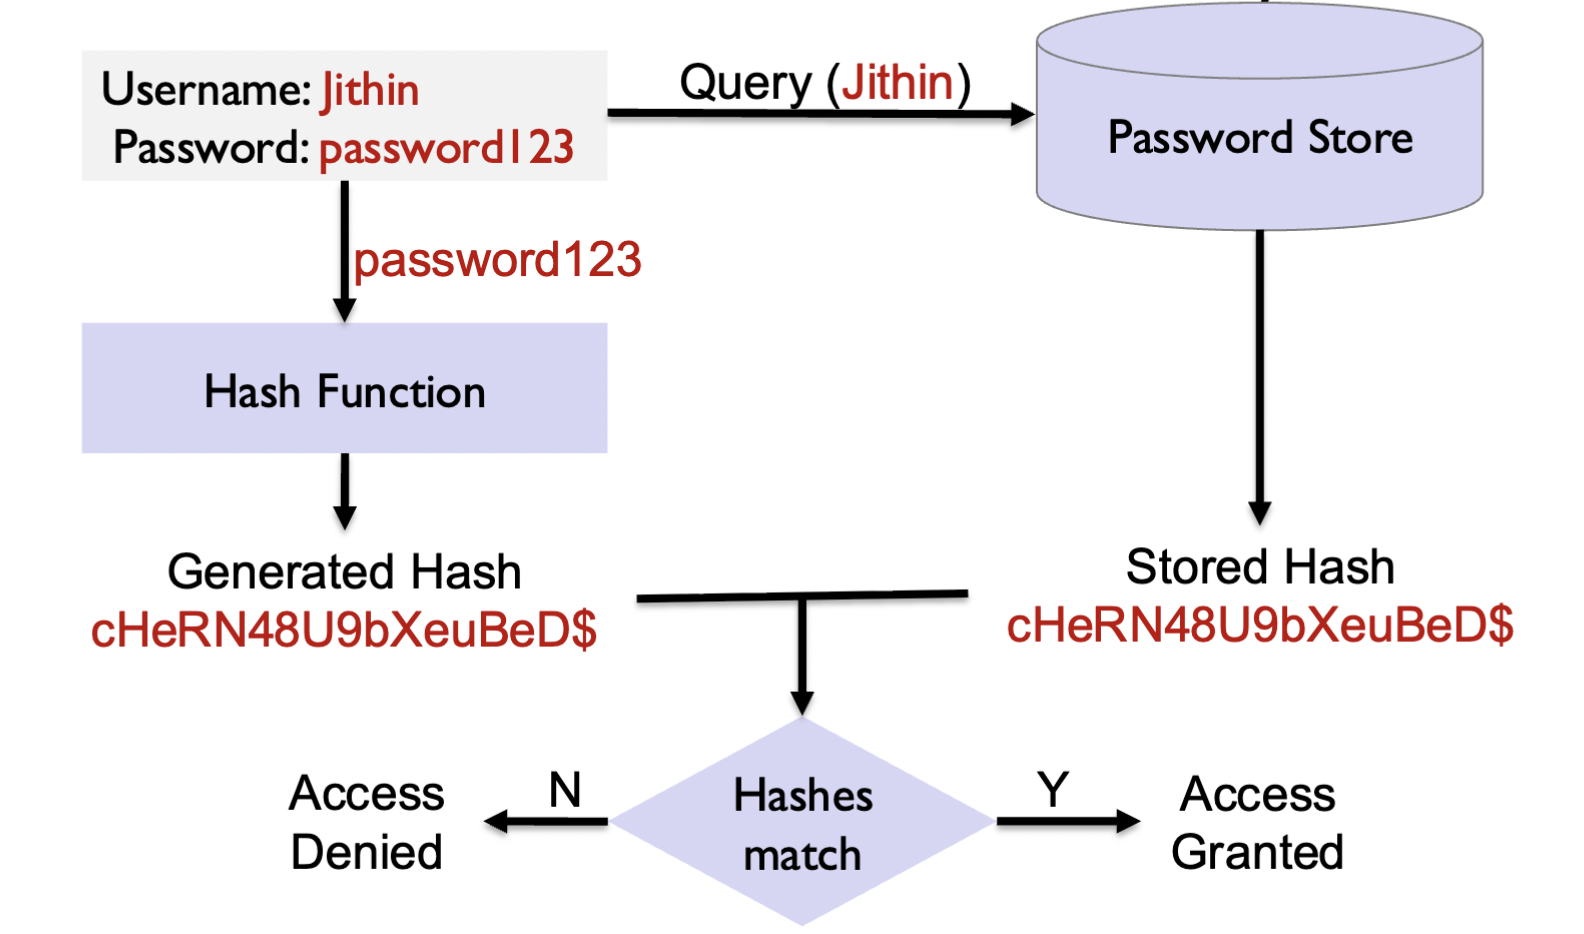 Username: Jithin
Password: password123
Query (Jithin)
Password Store
password123
Hash Function
Generated Hash
cHeRN48U9bXeuBeD$
Stored Hash
cHeRN48U9bXeuBeD$
Hashes
match
N
Access
Denied
Y
Access
Granted